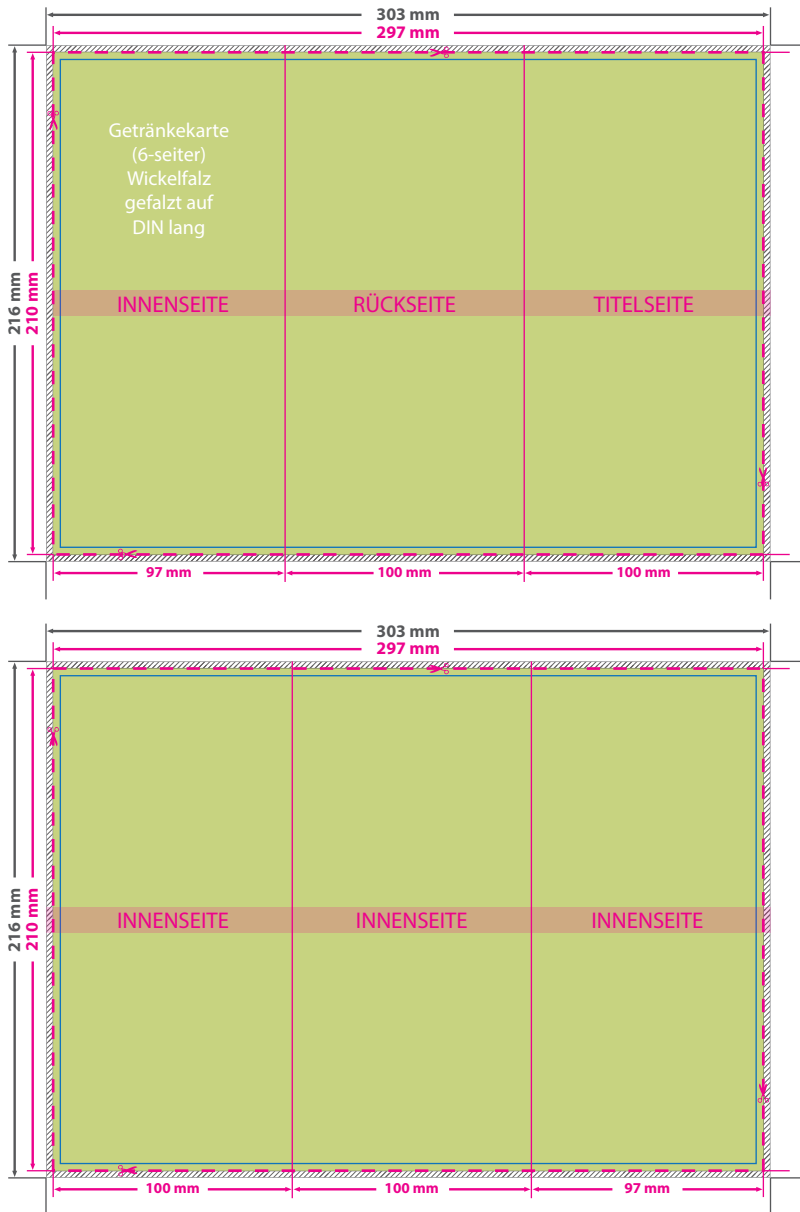 303 mm
297 mm
Getränkekarte
(6-seiter)
Wickelfalz
gefalzt auf
DIN lang
216 mm
210 mm
INNENSEITE RÜCKSEITE TITELSEITE
97 mm 100 mm 100 mm
303 mm
297 mm
216 mm
210 mm
INNENSEITE INNENSEITE INNENSEITE
100 mm 100 mm 97 mm